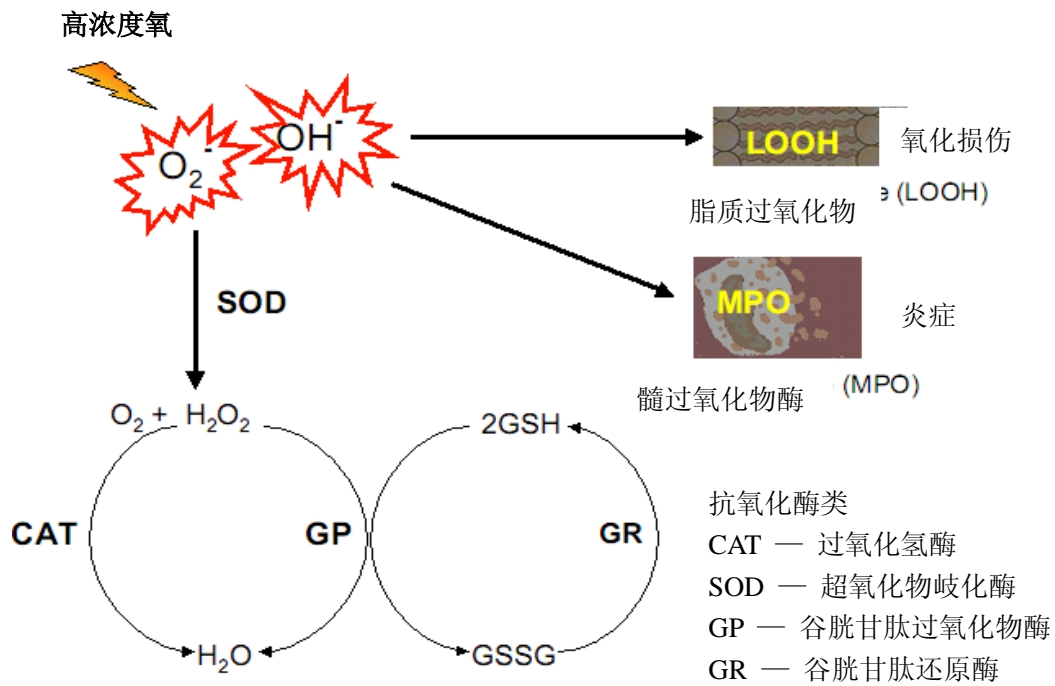 高浓度氧
O₂⁻
OH⁻
LOOH
氧化损伤
脂质过氧化物
e (LOOH)
SOD
MPO
炎症
髓过氧化物酶
(MPO)
O₂ + H₂O₂
2GSH
CAT
GP
GR
H₂O
GSSG
抗氧化酶类
CAT — 过氧化氢酶
SOD — 超氧化物岐化酶
GP — 谷胱甘肽过氧化物酶
GR — 谷胱甘肽还原酶